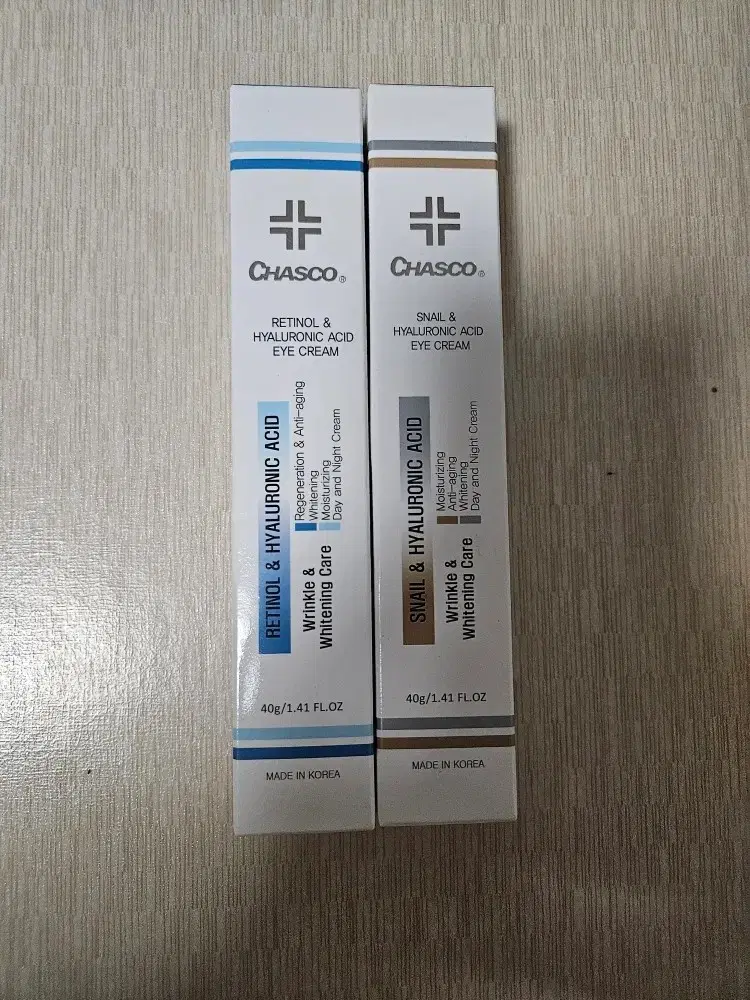 CHASCO®
RETINOL &
HYALURONIC ACID
EYE CREAM
RETINOL & HYALURONIC ACID
Regeneration & Anti-aging
Whitening
Moisturizing
Day and Night Cream
Wrinkle &
Whitening Care
40g/1.41 FL.OZ
MADE IN KOREA
CHASCO®
SNAIL &
HYALURONIC ACID
EYE CREAM
SNAIL & HYALURONIC ACID
Moisturizing
Anti-aging
Whitening
Day and Night Cream
Wrinkle &
Whitening Care
40g/1.41 FL.OZ
MADE IN KOREA